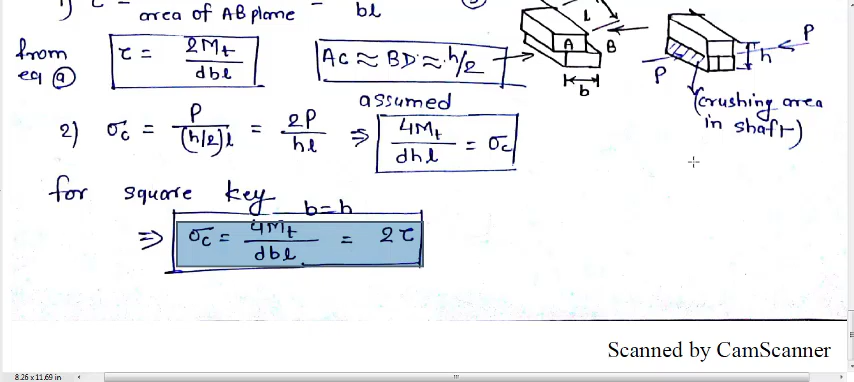 1) τ = ― = ―
area of AB plane bl
from eq ⓐ τ = 2Mt / dbl
AC ≈ BD ≈ h/2
assumed
A B l b P P h
(crushing area in shaft)
2) σc = P / (h/2)l = 2P / hl ⇒ 4Mt / dhl = σc
for square key b=h
⇒ σc = 4Mt / dbl = 2τ
Scanned by CamScanner
8.26 x 11.69 in